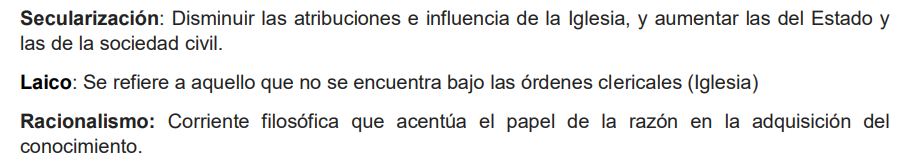 Secularización: Disminuir las atribuciones e influencia de la Iglesia, y aumentar las del Estado y
las de la sociedad civil.
Laico: Se refiere a aquello que no se encuentra bajo las órdenes clericales (Iglesia)
Racionalismo: Corriente filosófica que acentúa el papel de la razón en la adquisición del
conocimiento.